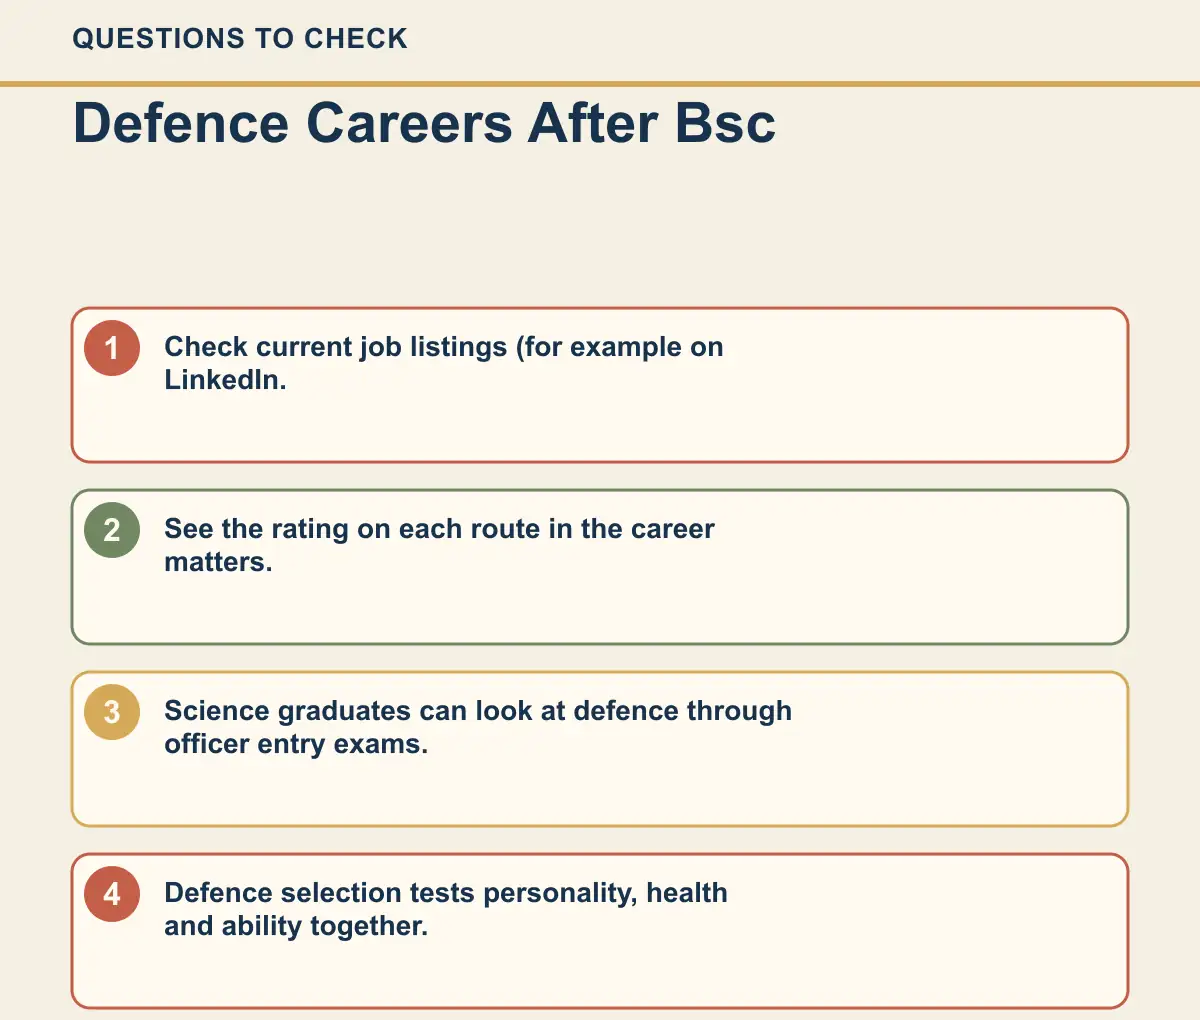 QUESTIONS TO CHECK
Defence Careers After Bsc
1
Check current job listings (for example on
LinkedIn.
2
See the rating on each route in the career
matters.
3
Science graduates can look at defence through
officer entry exams.
4
Defence selection tests personality, health
and ability together.